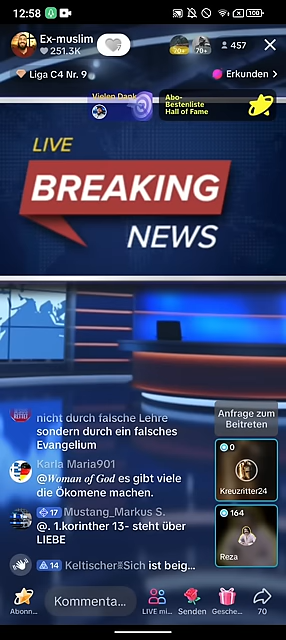 12:58
100
Ex-muslim
251.3K
70+
70+
457
Liga C4 Nr. 9
Erkunden >
Vielen Dank
Abo-
Bestenliste
Hall of Fame
LIVE
BREAKING
NEWS
nicht durch falsche Lehre
sondern durch ein falsches
Evangelium
Anfrage zum
Beitreten
Karla Maria901
@𝑊𝑜𝑚𝑎𝑛 𝑜𝑓 𝐺𝑜𝑑 es gibt viele
die Ökomene machen.
0
Kreuzritter24
17 Mustang_Markus S.
@. 1.korinther 13- steht über
LIEBE
164
Reza
14 Keltischer Sich ist beig...
Abonn...
Kommenta...
LIVE mi...
Senden
Gesche...
70